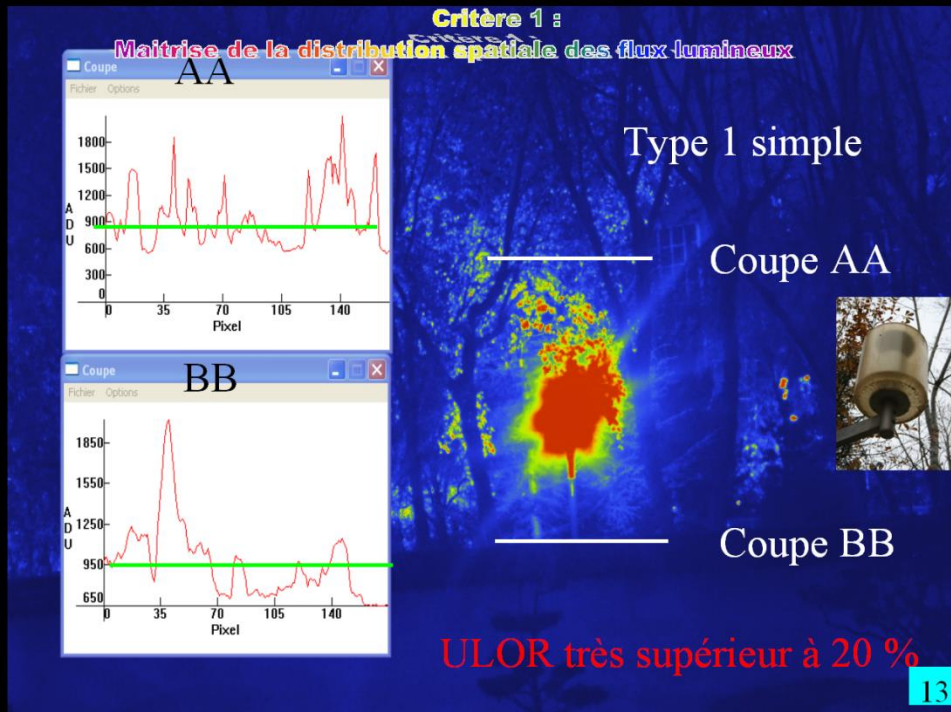 Critère 1 :
Maitrise de la distribution spatiale des flux lumineux
Coupe
AA
Fichier Options
1800
1500
1200
900
600
300
0
A
D
U
0 35 70 105 140
Pixel
Coupe
BB
Fichier Options
1850
1550
1250
950
650
A
D
U
0 35 70 105 140
Pixel
Type 1 simple
Coupe AA
Coupe BB
ULOR très supérieur à 20 %
13